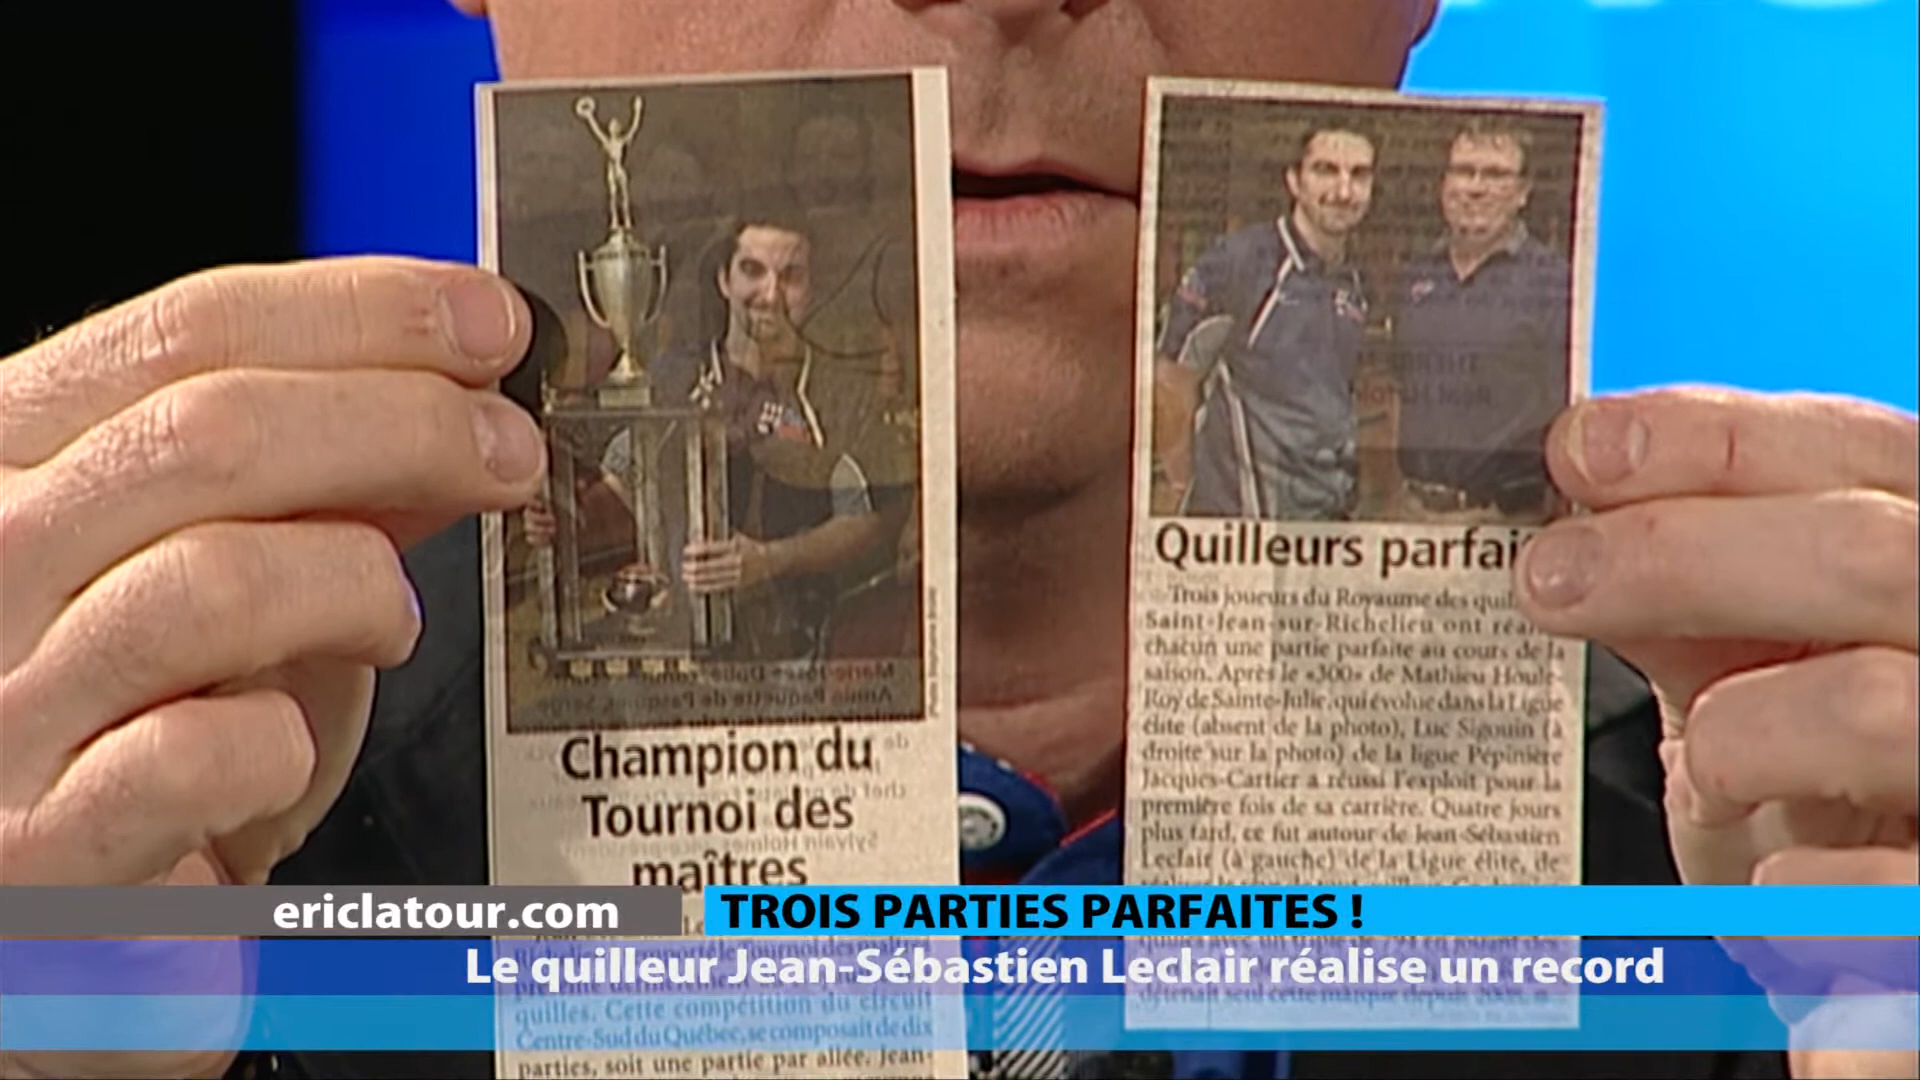 Champion du
Tournoi des
maîtres
quilles. Cette compétition du circuit
Centre-Sud du Québec, se composait de dix
parties, soit une partie par allée. Jean-
Quilleurs parfai
Trois joueurs du Royaume des quil
Saint-Jean-sur-Richelieu ont réa
chacun une partie parfaite au cours de la
saison. Après le «300» de Mathieu Houle-
Roy de Sainte-Julie, qui évolue dans la Ligue
élite (absent de la photo), Luc Sigouin (à
droite sur la photo) de la ligue Pépinière
Jacques-Cartier a réussi l'exploit pour la
première fois de sa carrière. Quatre jours
plus tard, ce fut autour de Jean-Sébastien
Leclair (à gauche) de la Ligue élite, de
détenait seul cette marque depuis
ericlatour.com
TROIS PARTIES PARFAITES !
Le quilleur Jean-Sébastien Leclair réalise un record